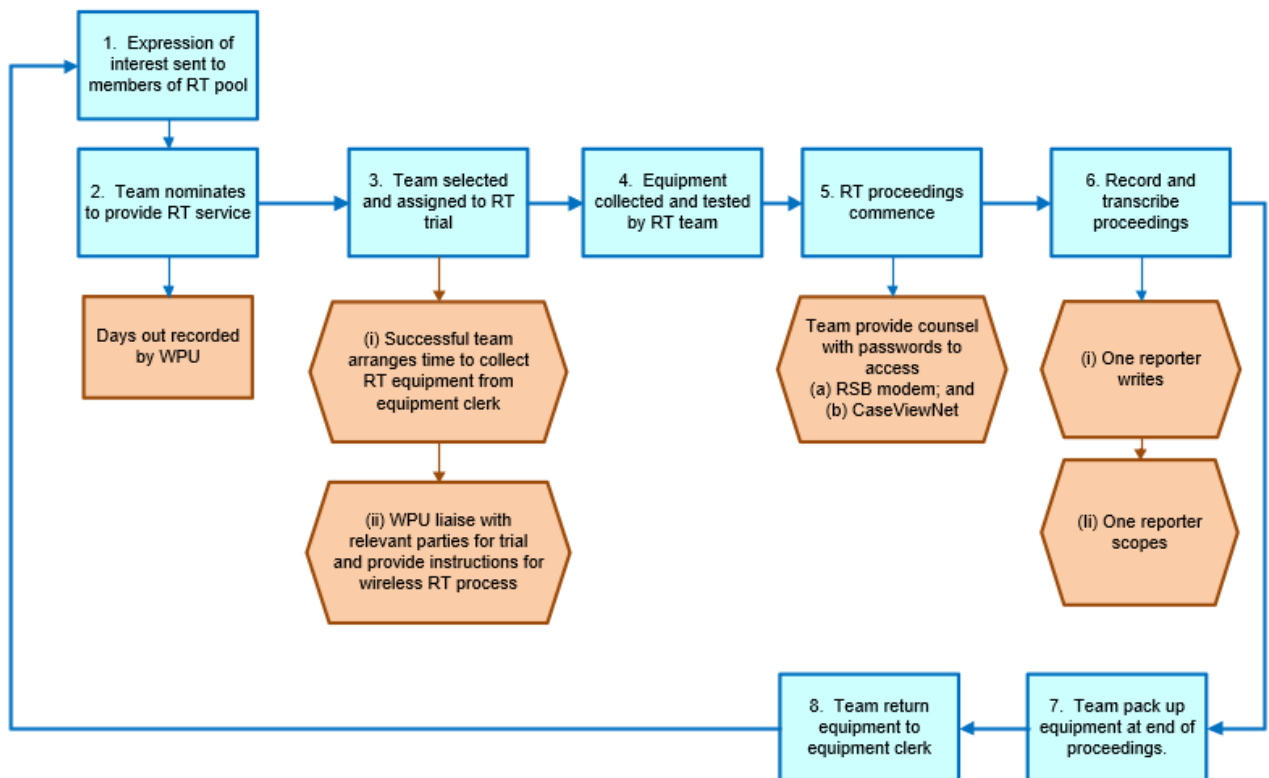 1. Expression of
interest sent to
members of RT pool
2. Team nominates
to provide RT service
3. Team selected
and assigned to RT
trial
4. Equipment
collected and tested
by RT team
5. RT proceedings
commence
6. Record and
transcribe
proceedings
Days out recorded
by WPU
(i) Successful team
arranges time to collect
RT equipment from
equipment clerk
(ii) WPU liaise with
relevant parties for trial
and provide instructions for
wireless RT process
Team provide counsel
with passwords to
access
(a) RSB modem; and
(b) CaseViewNet
(i) One reporter
writes
(Ii) One reporter
scopes
8. Team return
equipment to
equipment clerk
7. Team pack up
equipment at end of
proceedings.